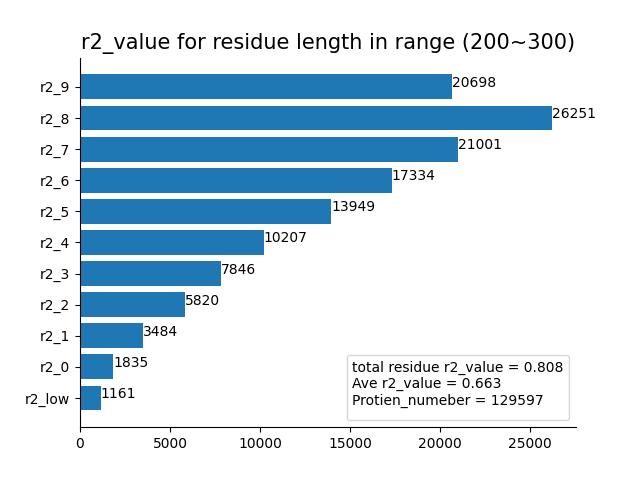 r2_value for residue length in range (200~300)
r2_9 20698
r2_8 26251
r2_7 21001
r2_6 17334
r2_5 13949
r2_4 10207
r2_3 7846
r2_2 5820
r2_1 3484
r2_0 1835
r2_low 1161
total residue r2_value = 0.808
Ave r2_value = 0.663
Protien_numeber = 129597
0 5000 10000 15000 20000 25000